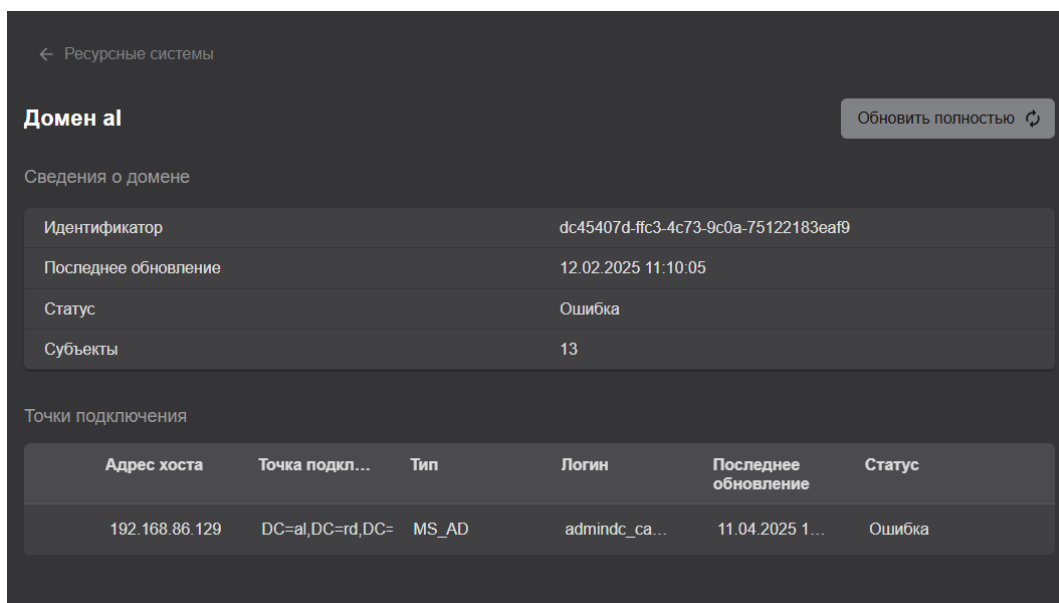 ← Ресурсные системы
Домен al
Обновить полностью
Сведения о домене
Идентификатор dc45407d-ffc3-4c73-9c0a-75122183eaf9
Последнее обновление 12.02.2025 11:10:05
Статус Ошибка
Субъекты 13
Точки подключения
Адрес хоста Точка подкл... Тип Логин Последнее обновление Статус
192.168.86.129 DC=al,DC=rd,DC= MS_AD admindc_ca... 11.04.2025 1... Ошибка